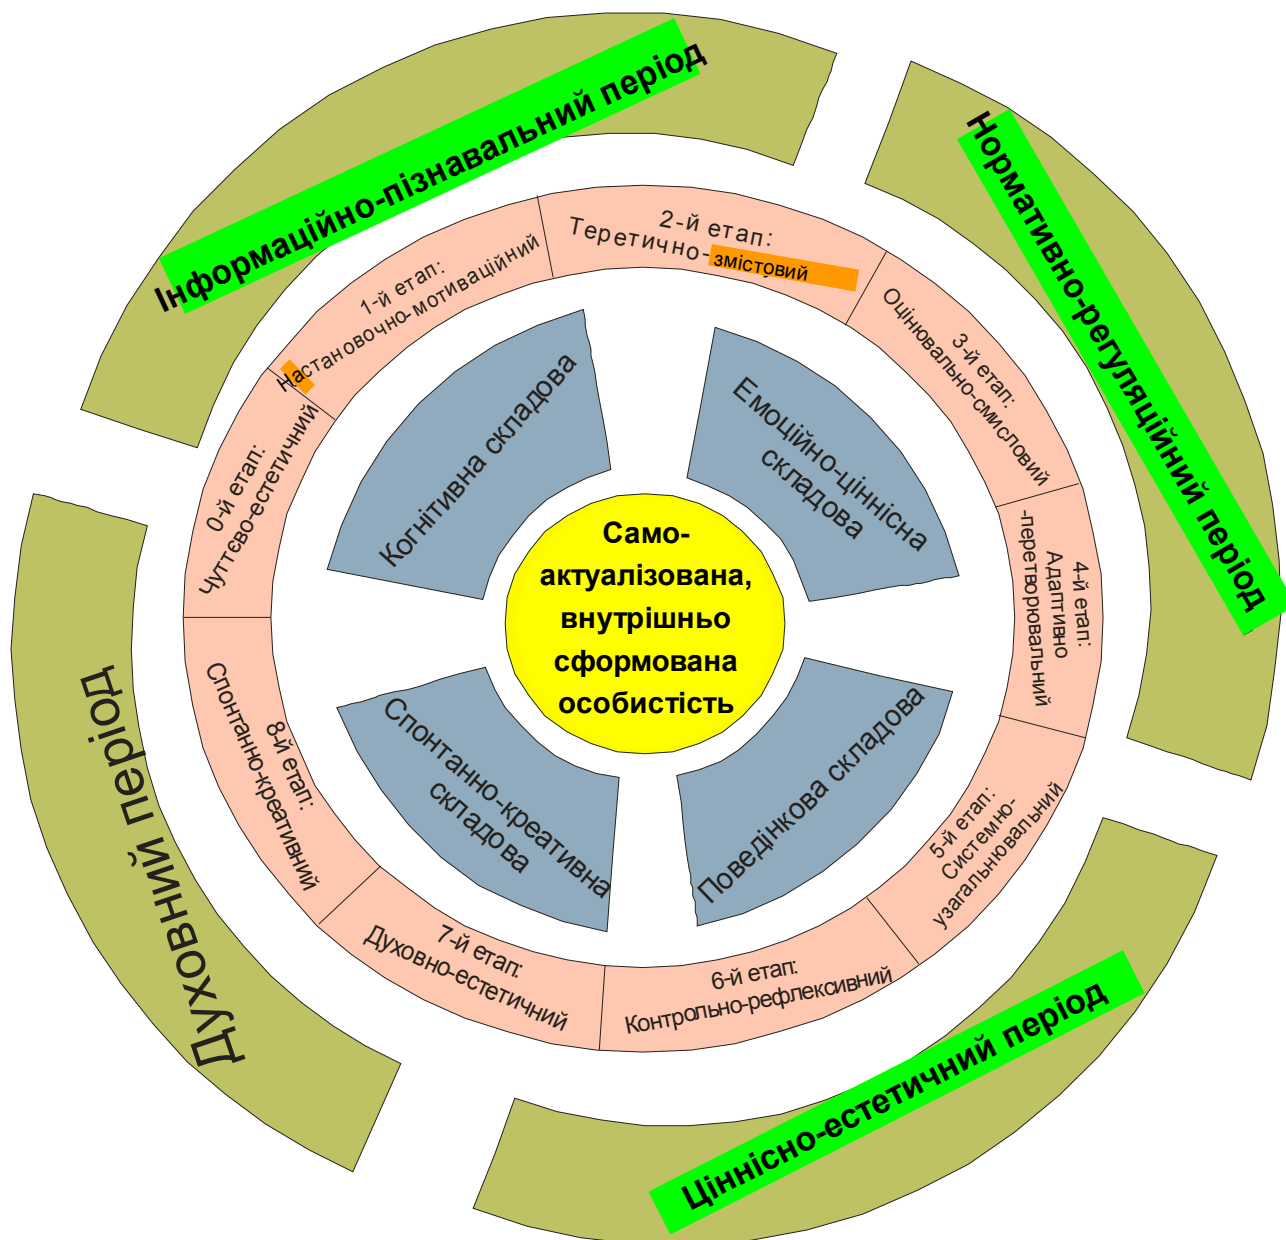 Інформаційно-пізнавальний період
Нормативно-регуляційний період
Ціннісно-естетичний період
Духовний період
0-й етап:
Чуттєво-естетичний
1-й етап:
Настановочно-мотиваційний
2-й етап:
Теретично-змістовий
3-й етап:
Оцінювально-смисловий
4-й етап:
Адаптивно
-перетворювальний
5-й етап:
Системно-
узагальнювальний
6-й етап:
Контрольно-рефлексивний
7-й етап:
Духовно-естетичний
8-й етап:
Спонтанно-креативний
Когнітивна складова
Емоційно-ціннісна
складова
Поведінкова складова
Спонтанно-креативна
складова
Само-
актуалізована,
внутрішньо
сформована
особистість